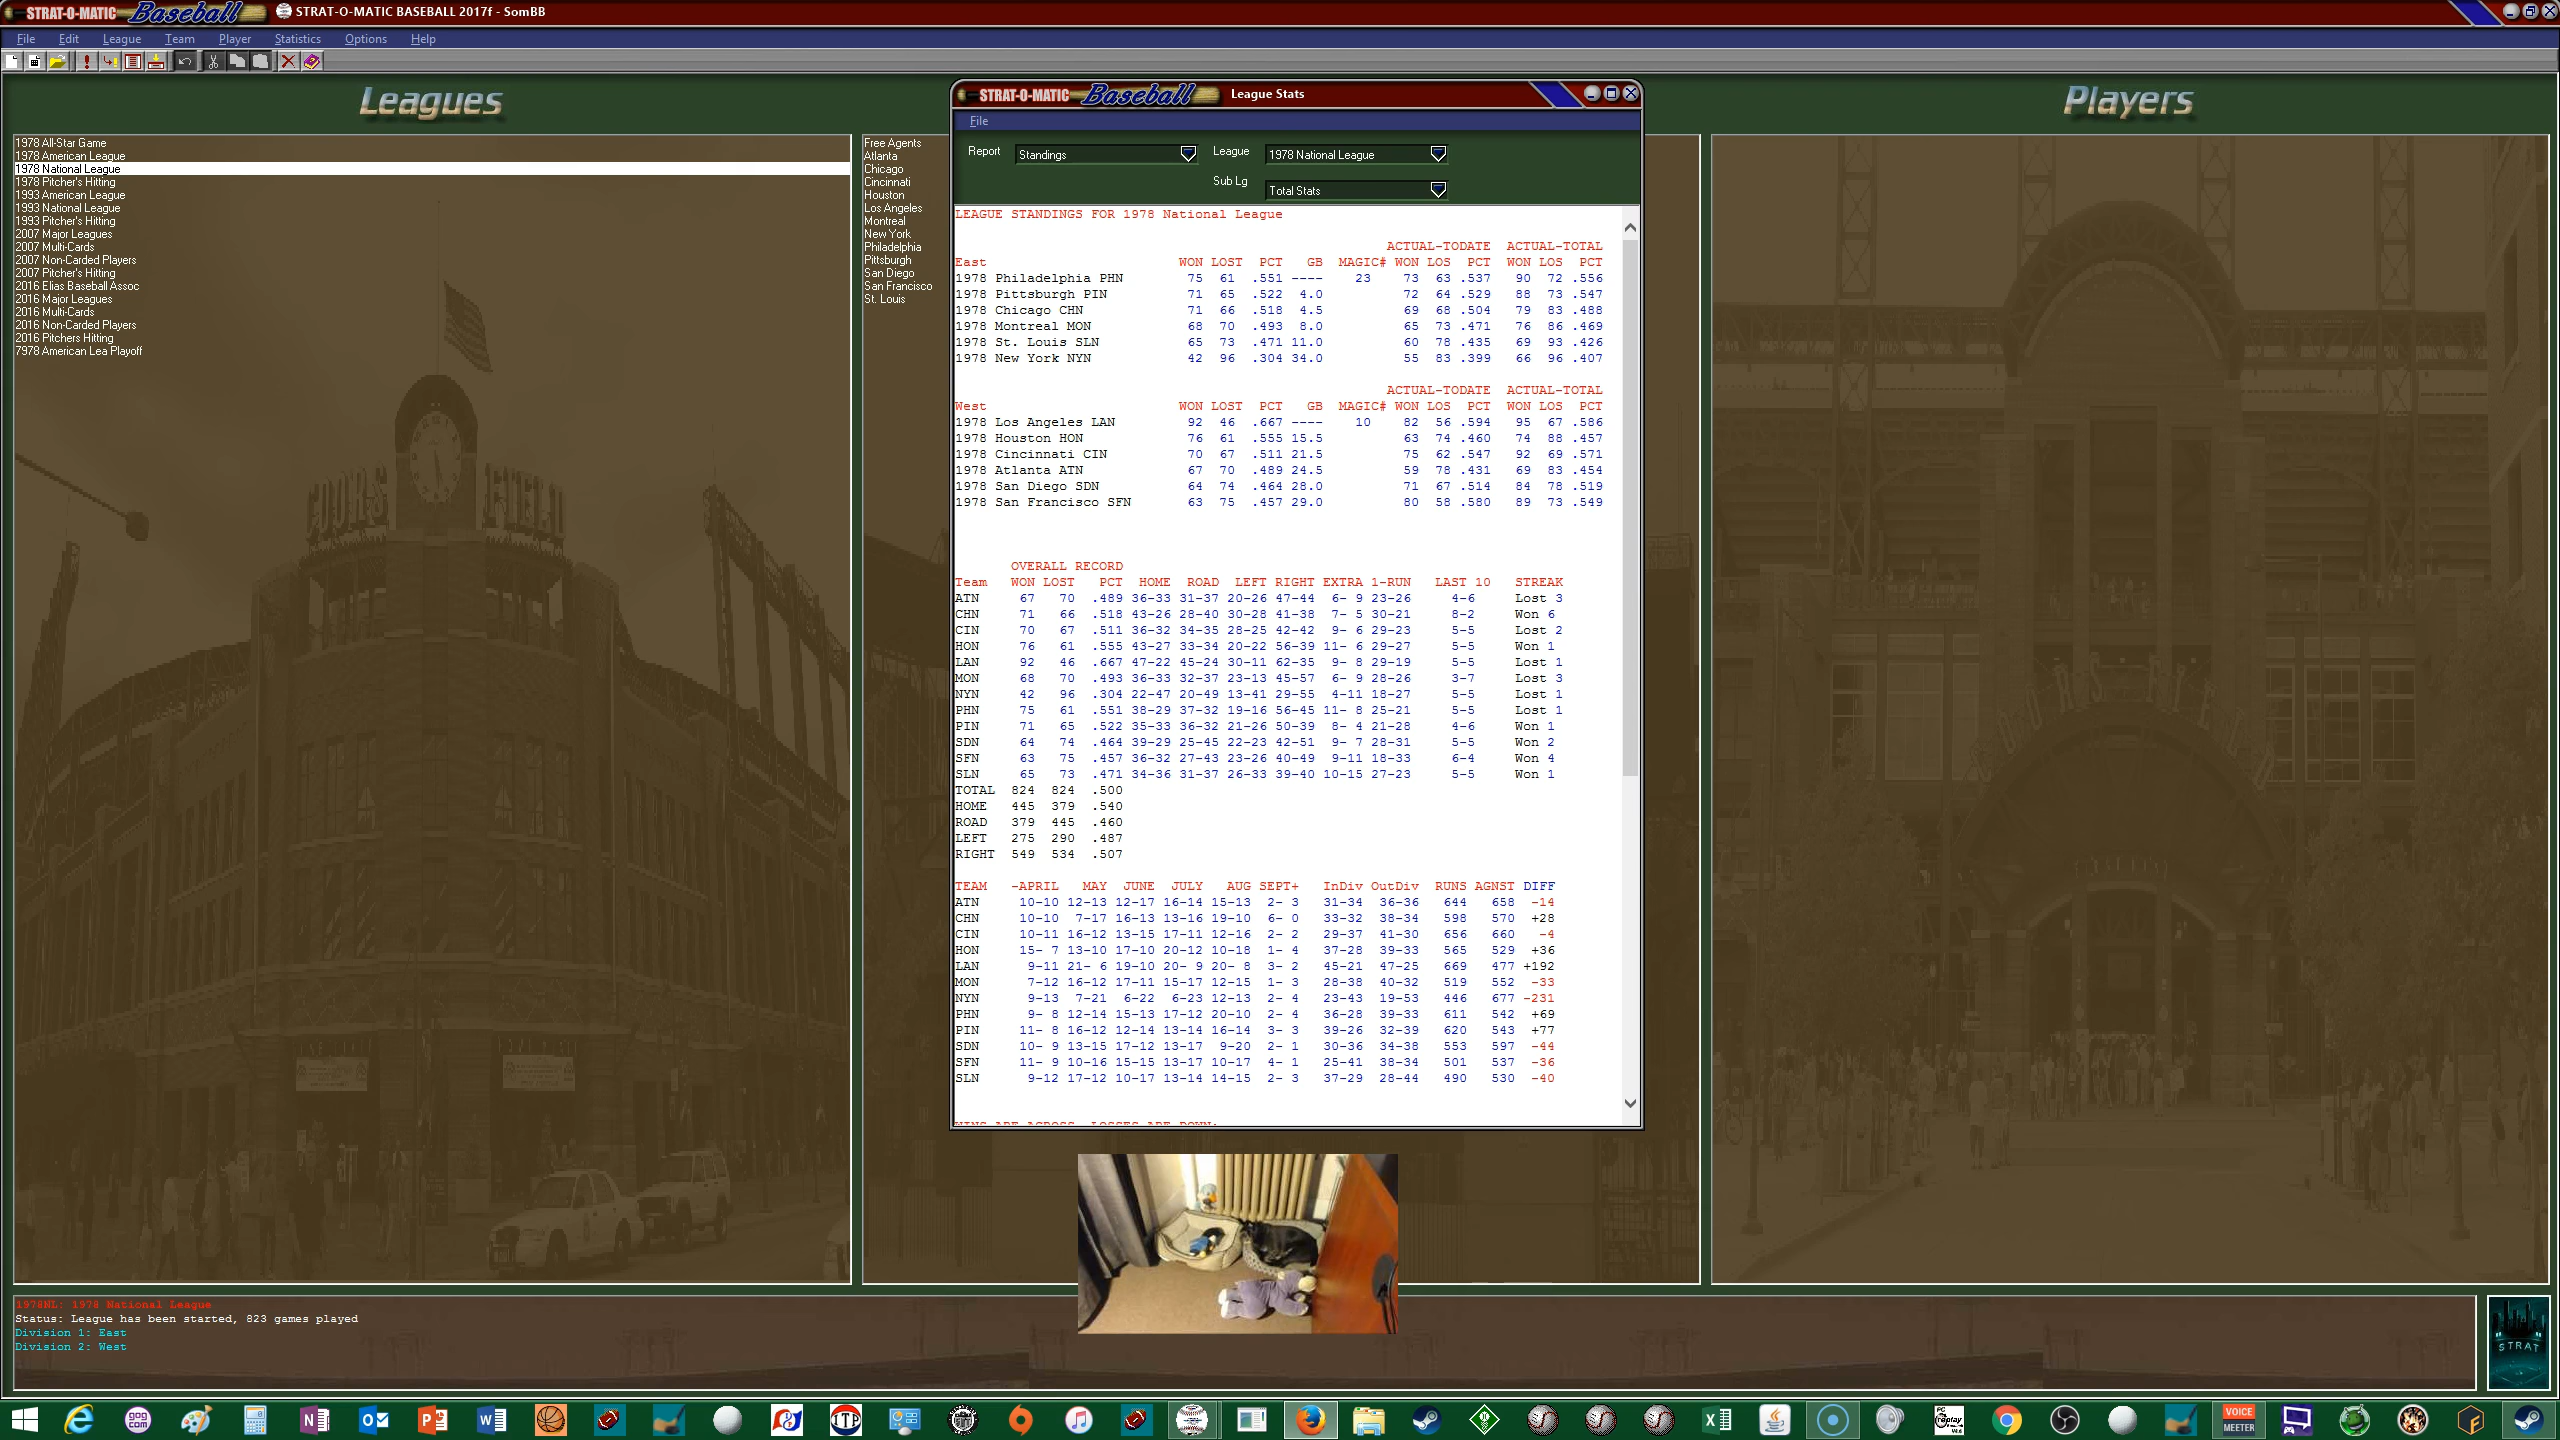 STRAT-O-MATIC Baseball STRAT-O-MATIC BASEBALL 2017f - SomBB
File Edit League Team Player Statistics Options Help
Leagues
Players
1978 All-Star Game
1978 American League
1978 National League
1978 Pitcher's Hitting
1993 American League
1993 National League
1993 Pitcher's Hitting
2007 Major Leagues
2007 Multi-Cards
2007 Non-Carded Players
2007 Pitcher's Hitting
2016 Elias Baseball Assoc
2016 Major Leagues
2016 Multi-Cards
2016 Non-Carded Players
2016 Pitchers Hitting
7978 American Lea Playoff
COORS FIELD
Free Agents
Atlanta
Chicago
Cincinnati
Houston
Los Angeles
Montreal
New York
Philadelphia
Pittsburgh
San Diego
San Francisco
St. Louis
STRAT-O-MATIC Baseball League Stats
File
Report Standings League 1978 National League
Sub Lg Total Stats
LEAGUE STANDINGS FOR 1978 National League
ACTUAL-TODATE ACTUAL-TOTAL
East WON LOST PCT GB MAGIC# WON LOS PCT WON LOS PCT
1978 Philadelphia PHN 75 61 .551 ---- 23 73 63 .537 90 72 .556
1978 Pittsburgh PIN 71 65 .522 4.0 72 64 .529 88 73 .547
1978 Chicago CHN 71 66 .518 4.5 69 68 .504 79 83 .488
1978 Montreal MON 68 70 .493 8.0 65 73 .471 76 86 .469
1978 St. Louis SLN 65 73 .471 11.0 60 78 .435 69 93 .426
1978 New York NYN 42 96 .304 34.0 55 83 .399 66 96 .407
ACTUAL-TODATE ACTUAL-TOTAL
West WON LOST PCT GB MAGIC# WON LOS PCT WON LOS PCT
1978 Los Angeles LAN 92 46 .667 ---- 10 82 56 .594 95 67 .586
1978 Houston HON 76 61 .555 15.5 63 74 .460 74 88 .457
1978 Cincinnati CIN 70 67 .511 21.5 75 62 .547 92 69 .571
1978 Atlanta ATN 67 70 .489 24.5 59 78 .431 69 83 .454
1978 San Diego SDN 64 74 .464 28.0 71 67 .514 84 78 .519
1978 San Francisco SFN 63 75 .457 29.0 80 58 .580 89 73 .549
OVERALL RECORD
Team WON LOST PCT HOME ROAD LEFT RIGHT EXTRA 1-RUN LAST 10 STREAK
ATN 67 70 .489 36-33 31-37 20-26 47-44 6- 9 23-26 4-6 Lost 3
CHN 71 66 .518 43-26 28-40 30-28 41-38 7- 5 30-21 8-2 Won 6
CIN 70 67 .511 36-32 34-35 28-25 42-42 9- 6 29-23 5-5 Lost 2
HON 76 61 .555 43-27 33-34 20-22 56-39 11- 6 29-27 5-5 Won 1
LAN 92 46 .667 47-22 45-24 30-11 62-35 9- 8 29-19 5-5 Lost 1
MON 68 70 .493 36-33 32-37 23-13 45-57 6- 9 28-26 3-7 Lost 3
NYN 42 96 .304 22-47 20-49 13-41 29-55 4-11 18-27 5-5 Lost 1
PHN 75 61 .551 38-29 37-32 19-16 56-45 11- 8 25-21 5-5 Lost 1
PIN 71 65 .522 35-33 36-32 21-26 50-39 8- 4 21-28 4-6 Won 1
SDN 64 74 .464 39-29 25-45 22-23 42-51 9- 7 28-31 5-5 Won 2
SFN 63 75 .457 36-32 27-43 23-26 40-49 9-11 18-33 6-4 Won 4
SLN 65 73 .471 34-36 31-37 26-33 39-40 10-15 27-23 5-5 Won 1
TOTAL 824 824 .500
HOME 445 379 .540
ROAD 379 445 .460
LEFT 275 290 .487
RIGHT 549 534 .507
TEAM -APRIL MAY JUNE JULY AUG SEPT+ InDiv OutDiv RUNS AGNST DIFF
ATN 10-10 12-13 12-17 16-14 15-13 2- 3 31-34 36-36 644 658 -14
CHN 10-10 7-17 16-13 13-16 19-10 6- 0 33-32 38-34 598 570 +28
CIN 10-11 16-12 13-15 17-11 12-16 2- 2 29-37 41-30 656 660 -4
HON 15- 7 13-10 17-10 20-12 10-18 1- 4 37-28 39-33 565 529 +36
LAN 9-11 21- 6 19-10 20- 9 20- 8 3- 2 45-21 47-25 669 477 +192
MON 7-12 16-12 17-11 15-17 12-15 1- 3 28-38 40-32 519 552 -33
NYN 9-13 7-21 6-22 6-23 12-13 2- 4 23-43 19-53 446 677 -231
PHN 9- 8 12-14 15-13 17-12 20-10 2- 4 36-28 39-33 611 542 +69
PIN 11- 8 16-12 12-14 13-14 16-14 3- 3 39-26 32-39 620 543 +77
SDN 10- 9 13-15 17-12 13-17 9-20 2- 1 30-36 34-38 553 597 -44
SFN 11- 9 10-16 15-15 13-17 10-17 4- 1 25-41 38-34 501 537 -36
SLN 9-12 17-12 10-17 13-14 14-15 2- 3 37-29 28-44 490 530 -40
WINS ARE ACROSS, LOSSES ARE DOWN:
1978NL: 1978 National League
Status: League has been started, 823 games played
Division 1: East
Division 2: West
STRAT
gog.com
ITP
VOICE
MEETER